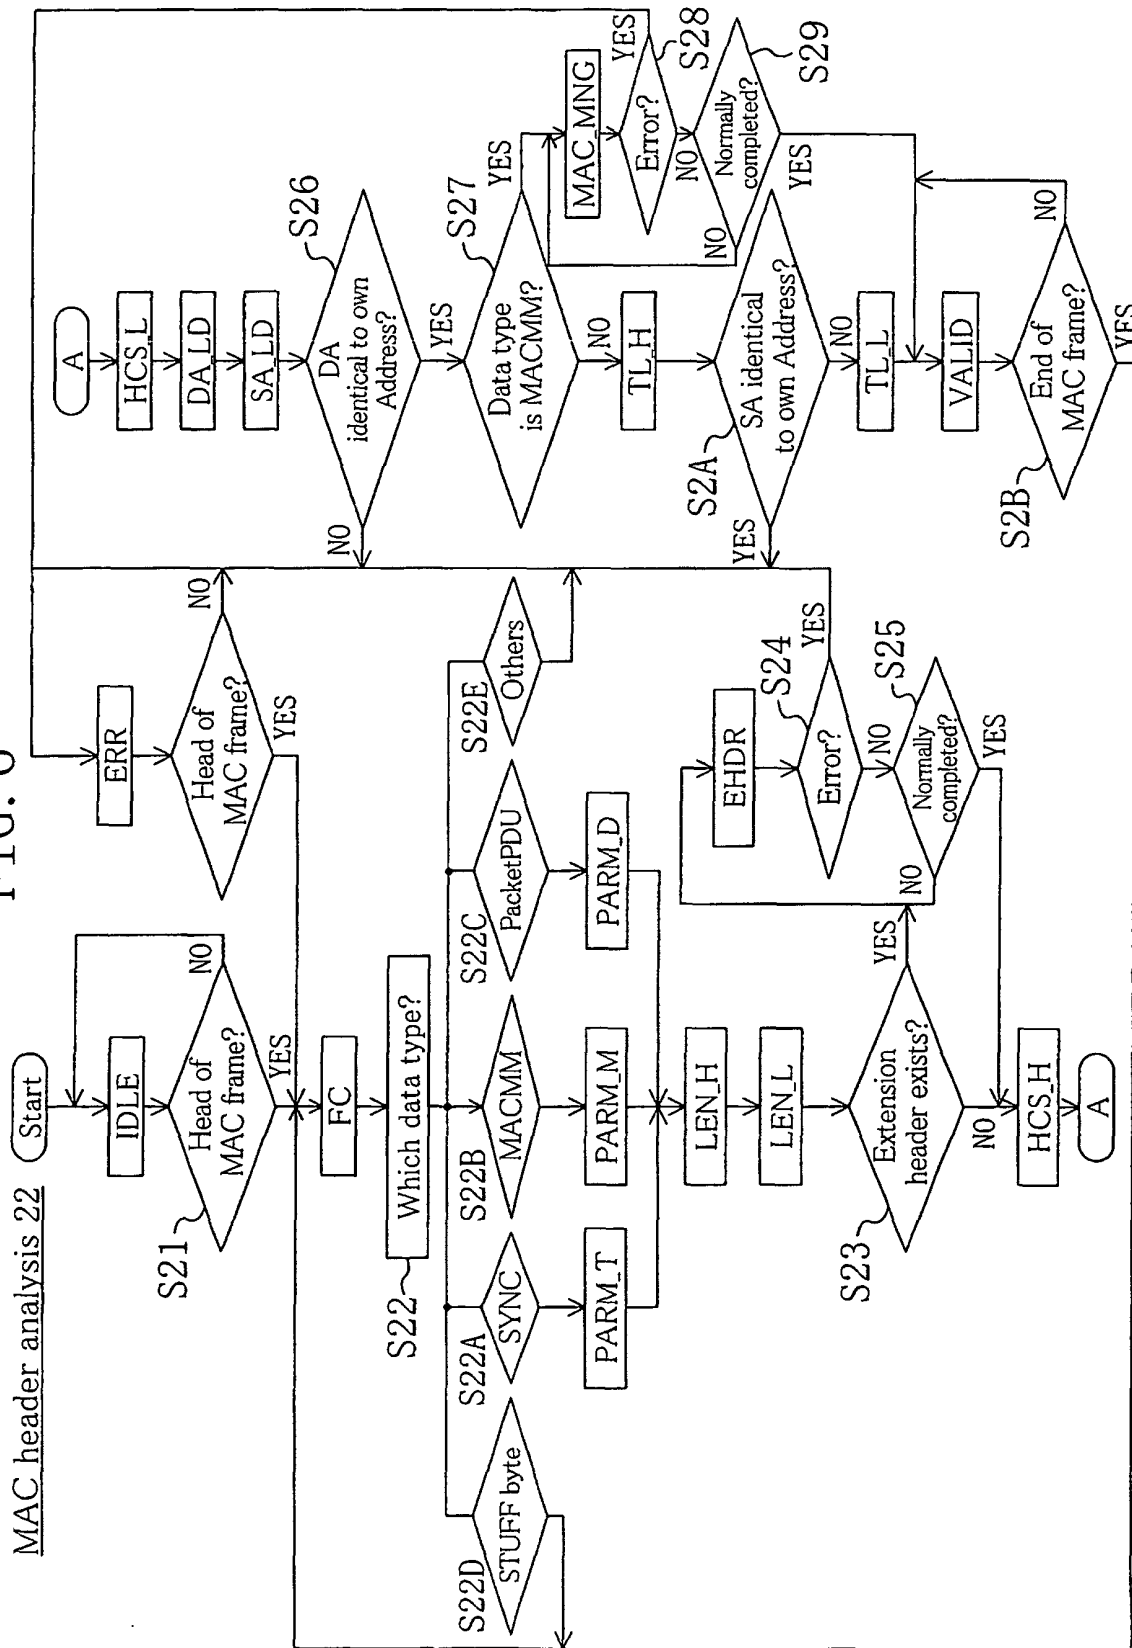 FIG. 6
MAC header analysis 22
Start
IDLE
Head of
MAC frame?
S21
NO
YES
ERR
Head of
MAC frame?
NO
YES
FC
Which data type?
S22
S22D
STUFF byte
S22A
SYNC
S22B
MACMM
S22C
PacketPDU
S22E
Others
PARM_T
PARM_M
PARM_D
LEN_H
LEN_L
Extension
header exists?
S23
YES
NO
EHDR
Error?
S24
YES
NO
Normally
completed?
S25
NO
YES
HCS_H
A
A
HCS_L
DA_LD
SA_LD
DA
identical to own
Address?
S26
NO
YES
Data type
is MACMM?
S27
YES
NO
MAC_MNG
Error?
S28
YES
NO
Normally
completed?
S29
NO
YES
TL_H
SA identical
to own Address?
S2A
YES
NO
TL_L
VALID
End of
MAC frame?
S2B
NO
YES